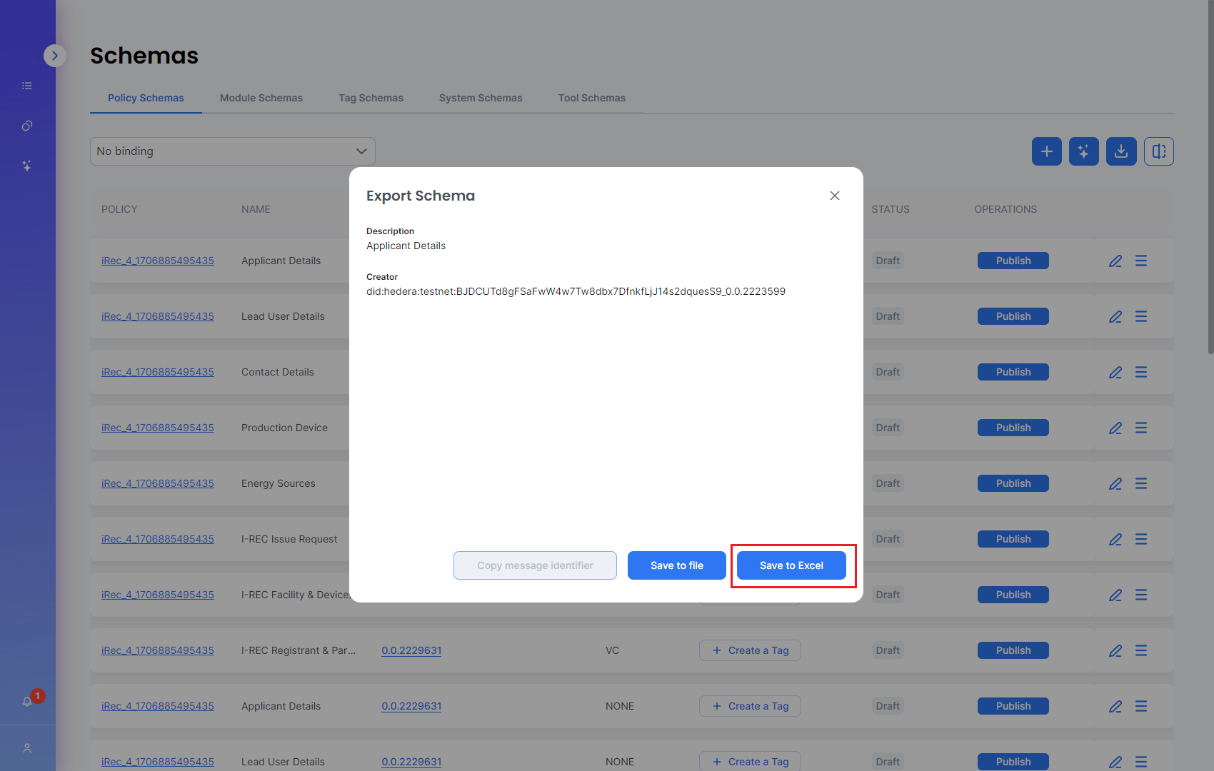 Schemas
Policy Schemas Module Schemas Tag Schemas System Schemas Tool Schemas
No binding
POLICY NAME STATUS OPERATIONS
Export Schema
Description
Applicant Details
Creator
did:hedera:testnet:BJDCUTd8gFSaFwW4w7Tw8dbx7DfnkfLjJ14s2dquesS9_0.0.2223599
Copy message identifier Save to file Save to Excel
iRec_4_1706885495435 Applicant Details Draft Publish
iRec_4_1706885495435 Lead User Details Draft Publish
iRec_4_1706885495435 Contact Details Draft Publish
iRec_4_1706885495435 Production Device Draft Publish
iRec_4_1706885495435 Energy Sources Draft Publish
iRec_4_1706885495435 I-REC Issue Request Draft Publish
iRec_4_1706885495435 I-REC Facility & Device Draft Publish
iRec_4_1706885495435 I-REC Registrant & Par... 0.0.2229631 VC + Create a Tag Draft Publish
1
iRec_4_1706885495435 Applicant Details 0.0.2229631 NONE + Create a Tag Draft Publish
iRec_4_1706885495435 Lead User Details 0.0.2229631 NONE + Create a Tag Draft Publish